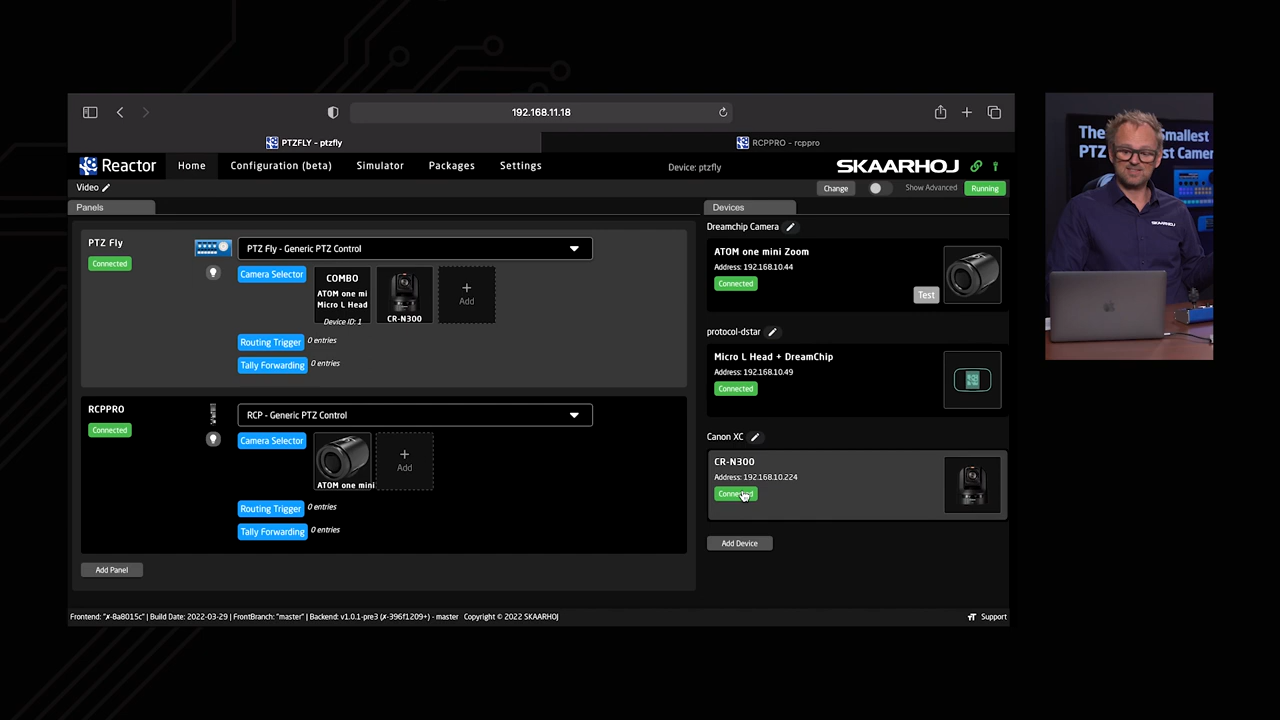 192.168.11.18
PTZFLY - ptzfly
RCPPRO - rcppro
Reactor
Home
Configuration (beta)
Simulator
Packages
Settings
Device: ptzfly
SKAARHOJ
Video
Change
Show Advanced
Running
Panels
PTZ Fly
Connected
PTZ Fly - Generic PTZ Control
Camera Selector
COMBO
ATOM one mi
Micro L Head
Device ID: 1
CR-N300
+
Add
Routing Trigger
0 entries
Tally Forwarding
0 entries
RCPPRO
Connected
RCP - Generic PTZ Control
Camera Selector
ATOM one mini
+
Add
Routing Trigger
0 entries
Tally Forwarding
0 entries
Add Panel
Devices
Dreamchip Camera
ATOM one mini Zoom
Address: 192.168.10.44
Connected
Test
protocol-dstar
Micro L Head + DreamChip
Address: 192.168.10.49
Connected
Canon XC
CR-N300
Address: 192.168.10.224
Connected
Add Device
Frontend: "✗-8a8015c" | Build Date: 2022-03-29 | FrontBranch: "master" | Backend: v1.0.1-pre3 (✗-396f1209+) - master Copyright © 2022 SKAARHOJ
Support
The Smallest
PTZ st Camer
SKAARHOJ